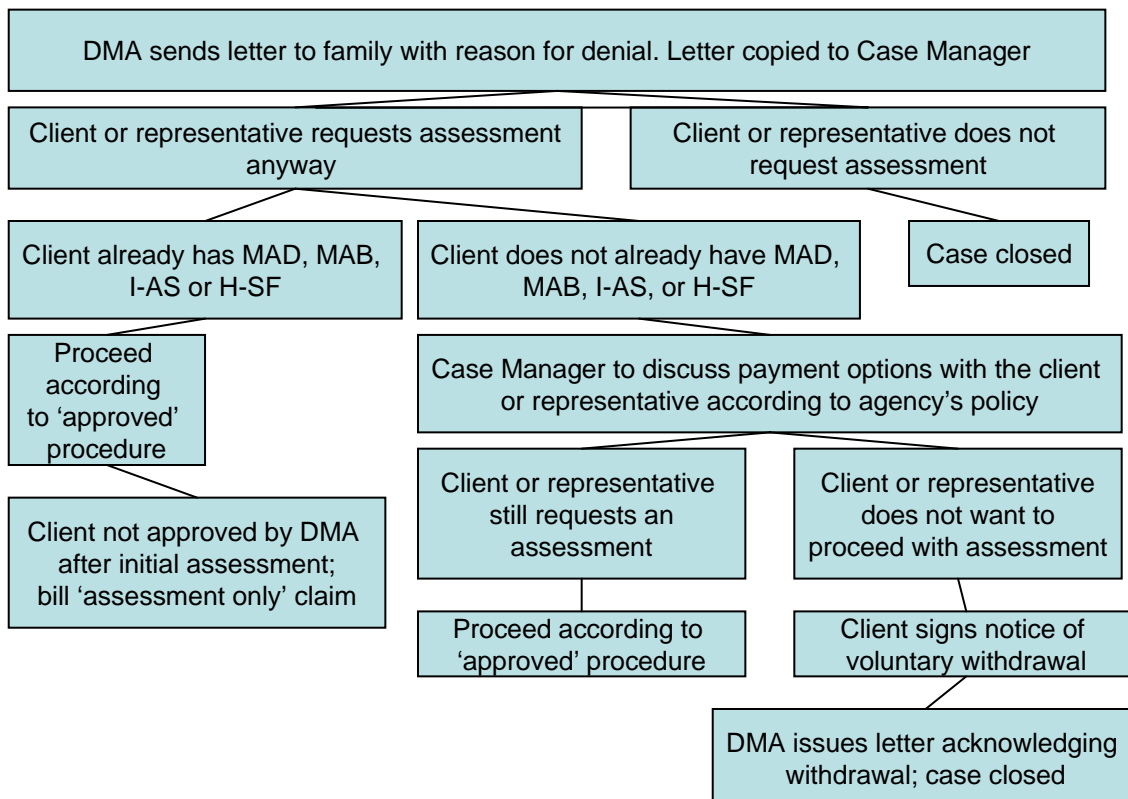 DMA sends letter to family with reason for denial. Letter copied to Case Manager
Client or representative requests assessment
anyway
Client or representative does not
request assessment
Client already has MAD, MAB,
I-AS or H-SF
Client does not already have MAD,
MAB, I-AS, or H-SF
Case closed
Proceed
according
to ‘approved’
procedure
Case Manager to discuss payment options with the client
or representative according to agency’s policy
Client not approved by DMA
after initial assessment;
bill ‘assessment only’ claim
Client or representative
still requests an
assessment
Client or representative
does not want to
proceed with assessment
Proceed according to
‘approved’ procedure
Client signs notice of
voluntary withdrawal
DMA issues letter acknowledging
withdrawal; case closed